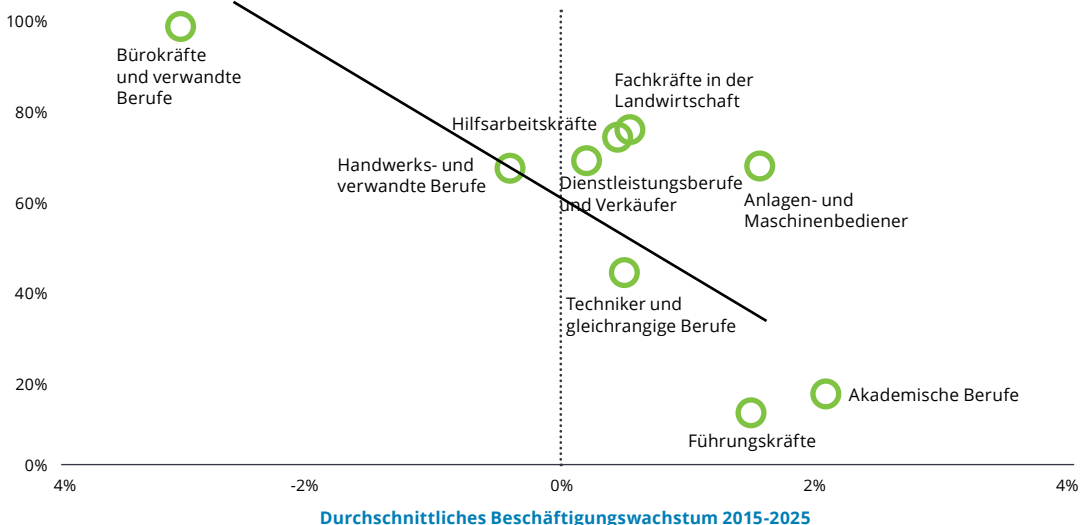 100%
Bürokräfte
und verwandte
Berufe
Fachkräfte in der
Landwirtschaft
80%
Hilfsarbeitskräfte
Handwerks- und
verwandte Berufe
Dienstleistungsberufe
und Verkäufer
Anlagen- und
Maschinenbediener
60%
40%
Techniker und
gleichrangige Berufe
20%
Akademische Berufe
Führungskräfte
0%
4%
-2%
0%
2%
4%
Durchschnittliches Beschäftigungswachstum 2015-2025